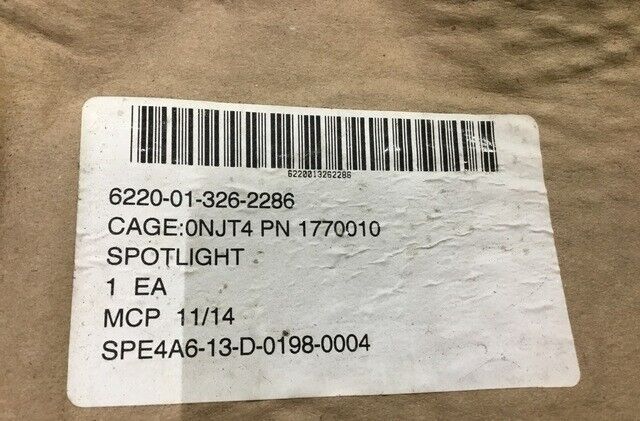 6220013262286
6220-01-326-2286
CAGE:0NJT4 PN 1770010
SPOTLIGHT
1 EA
MCP 11/14
SPE4A6-13-D-0198-0004